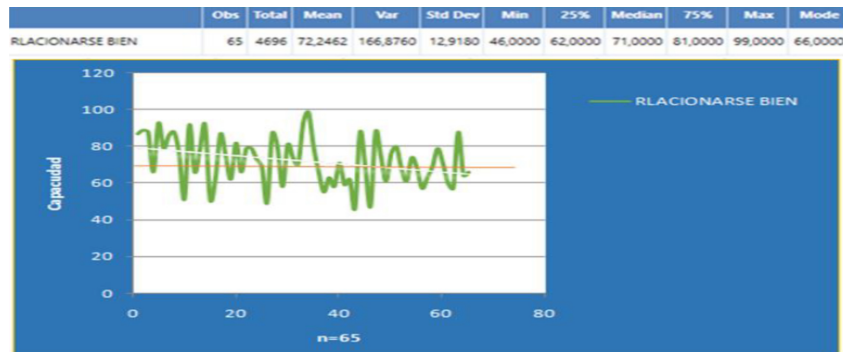 Obs Total Mean Var Std Dev Min 25% Median 75% Max Mode
RLACIONARSE BIEN 65 4696 72,2462 166,8760 12,9180 46,0000 62,0000 71,0000 81,0000 99,0000 66,0000
120
RLACIONARSE BIEN
100
80
60
40
20
0
Capacudad
0 20 40 60 80
n=65